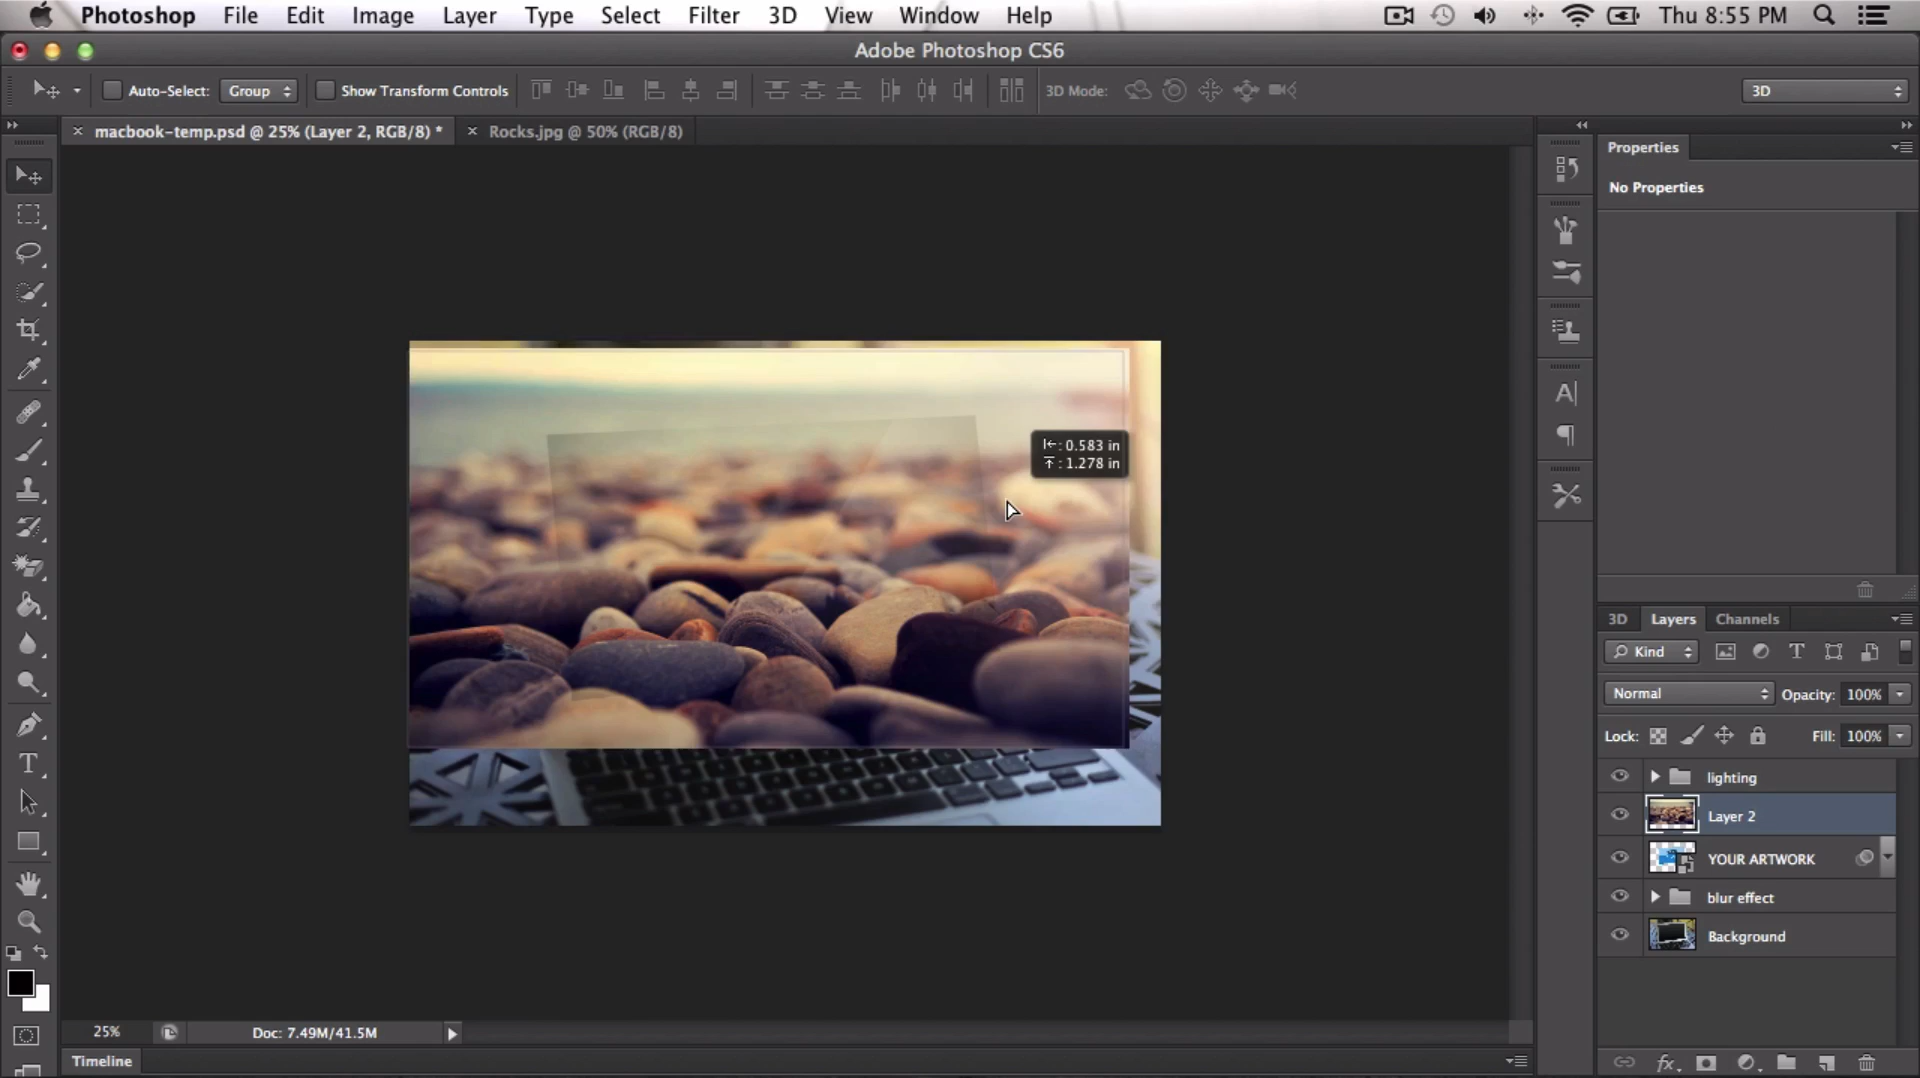 Photoshop File Edit Image Layer Type Select Filter 3D View Window Help Thu 8:55 PM
Adobe Photoshop CS6
Auto-Select: Group Show Transform Controls 3D Mode: 3D
macbook-temp.psd @ 25% (Layer 2, RGB/8) * Rocks.jpg @ 50% (RGB/8)
Properties
No Properties
: 0.583 in
: 1.278 in
3D Layers Channels
Kind
Normal Opacity: 100%
Lock: Fill: 100%
lighting
Layer 2
YOUR ARTWORK
blur effect
Background
25% Doc: 7.49M/41.5M
Timeline